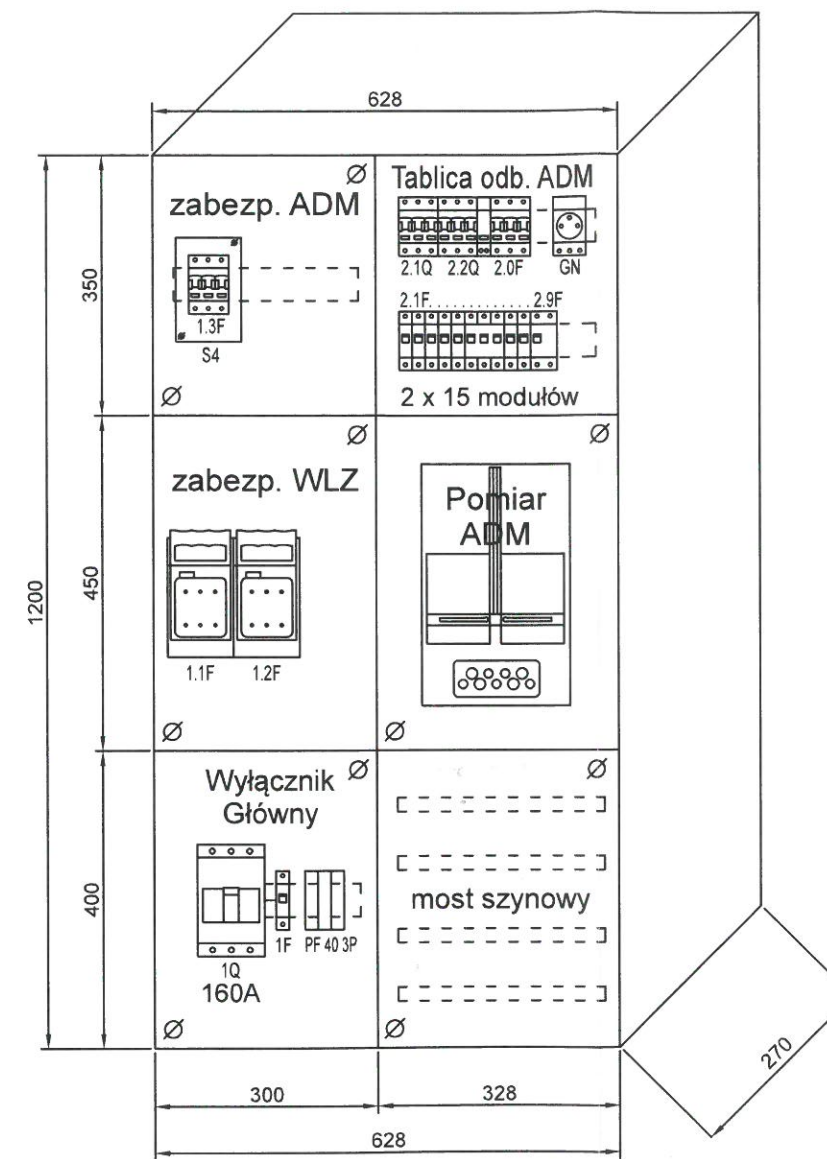 628
zabezp. ADM
1.3F
S4
Tablica odb. ADM
2.1Q 2.2Q 2.0F GN
2.1F............2.9F
2 x 15 modułów
350
zabezp. WLZ
1.1F 1.2F
Pomiar
ADM
450
1200
Wyłącznik
Główny
1Q
160A
1F PF 40 3P
most szynowy
400
300
328
628
270